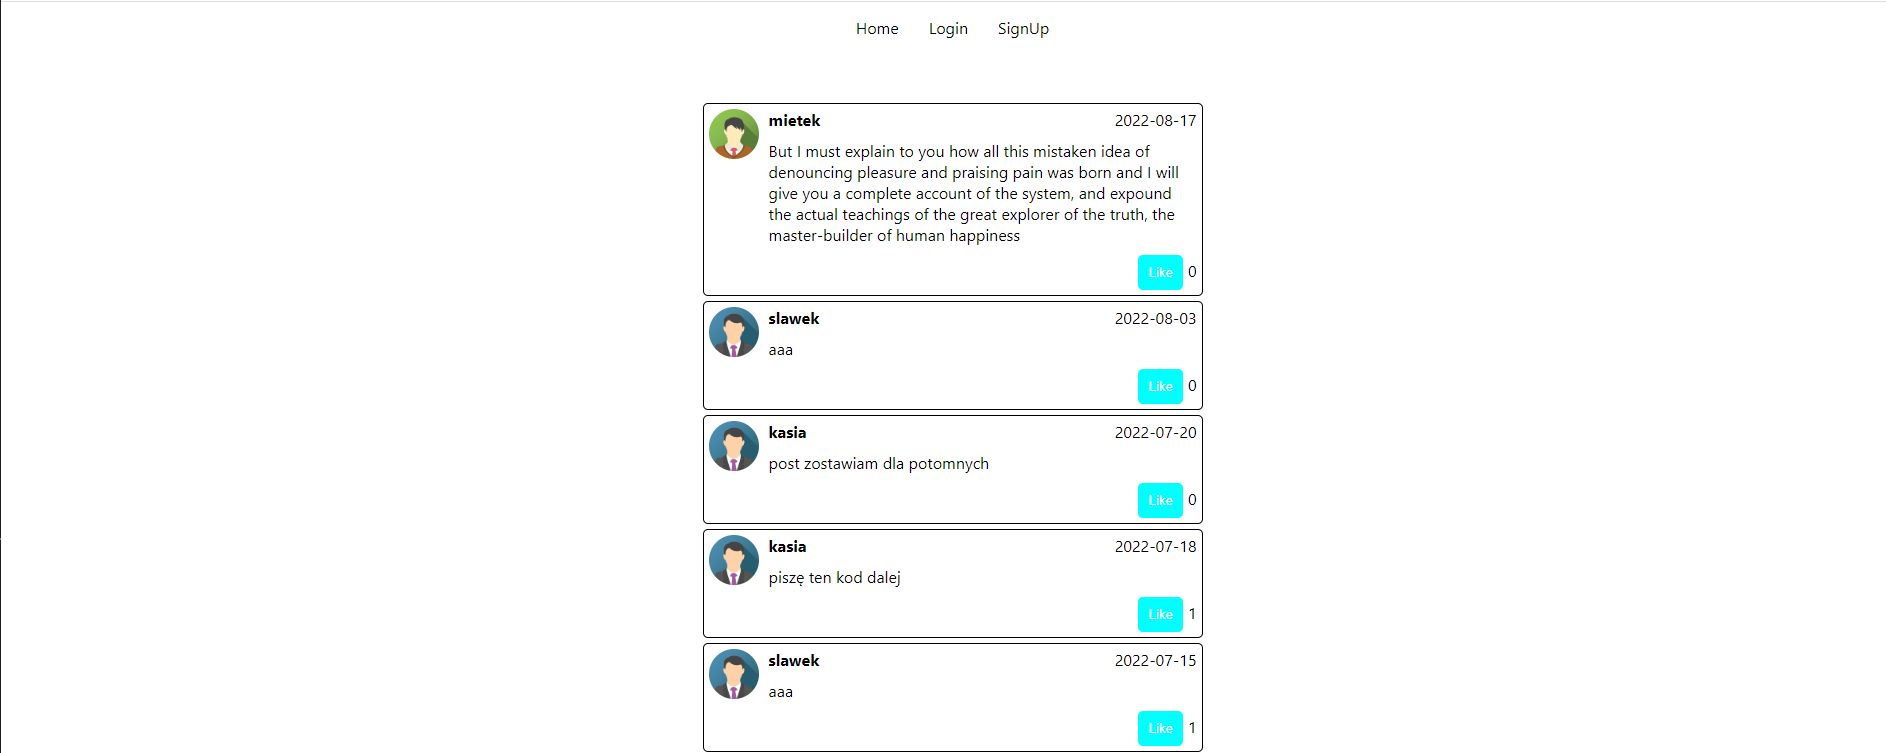 Home Login SignUp
mietek 2022-08-17
But I must explain to you how all this mistaken idea of
denouncing pleasure and praising pain was born and I will
give you a complete account of the system, and expound
the actual teachings of the great explorer of the truth, the
master-builder of human happiness
Like 0
slawek 2022-08-03
aaa
Like 0
kasia 2022-07-20
post zostawiam dla potomnych
Like 0
kasia 2022-07-18
piszę ten kod dalej
Like 1
slawek 2022-07-15
aaa
Like 1